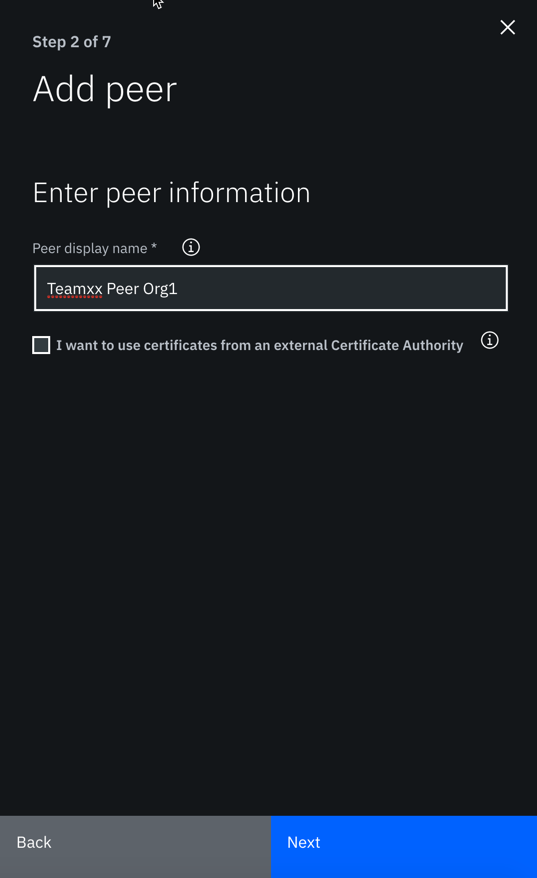 Step 2 of 7
Add peer
Enter peer information
Peer display name *
Teamxx Peer Org1
I want to use certificates from an external Certificate Authority
Back
Next